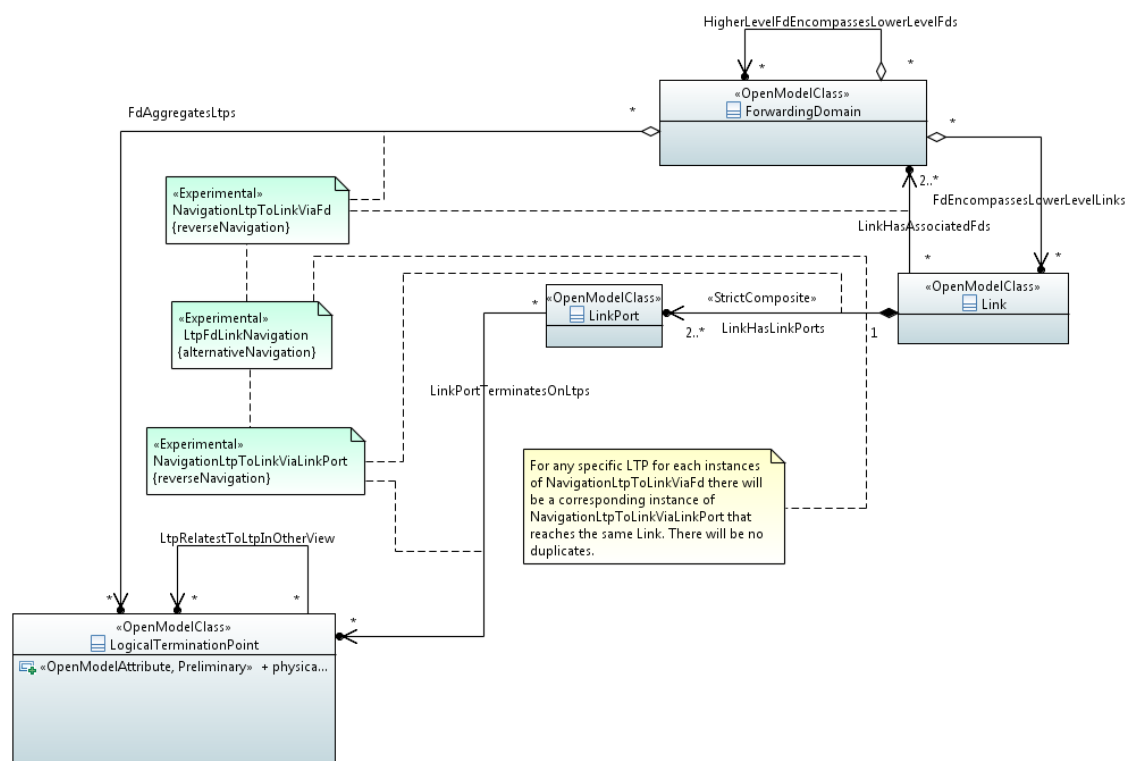 HigherLevelFdEncompassesLowerLevelFds
*
*
«OpenModelClass»
ForwardingDomain
FdAggregatesLtps
*
*
«Experimental»
NavigationLtpToLinkViaFd
{reverseNavigation}
2..*
FdEncompassesLowerLevelLinks
LinkHasAssociatedFds
*
*
«Experimental»
LtpFdLinkNavigation
{alternativeNavigation}
*
«OpenModelClass»
LinkPort
«StrictComposite»
2..*
LinkHasLinkPorts
1
«OpenModelClass»
Link
LinkPortTerminatesOnLtps
«Experimental»
NavigationLtpToLinkViaLinkPort
{reverseNavigation}
For any specific LTP for each instances
of NavigationLtpToLinkViaFd there will
be a corresponding instance of
NavigationLtpToLinkViaLinkPort that
reaches the same Link. There will be no
duplicates.
LtpRelatestToLtpInOtherView
*
*
*
*
«OpenModelClass»
LogicalTerminationPoint
«OpenModelAttribute, Preliminary» + physica...